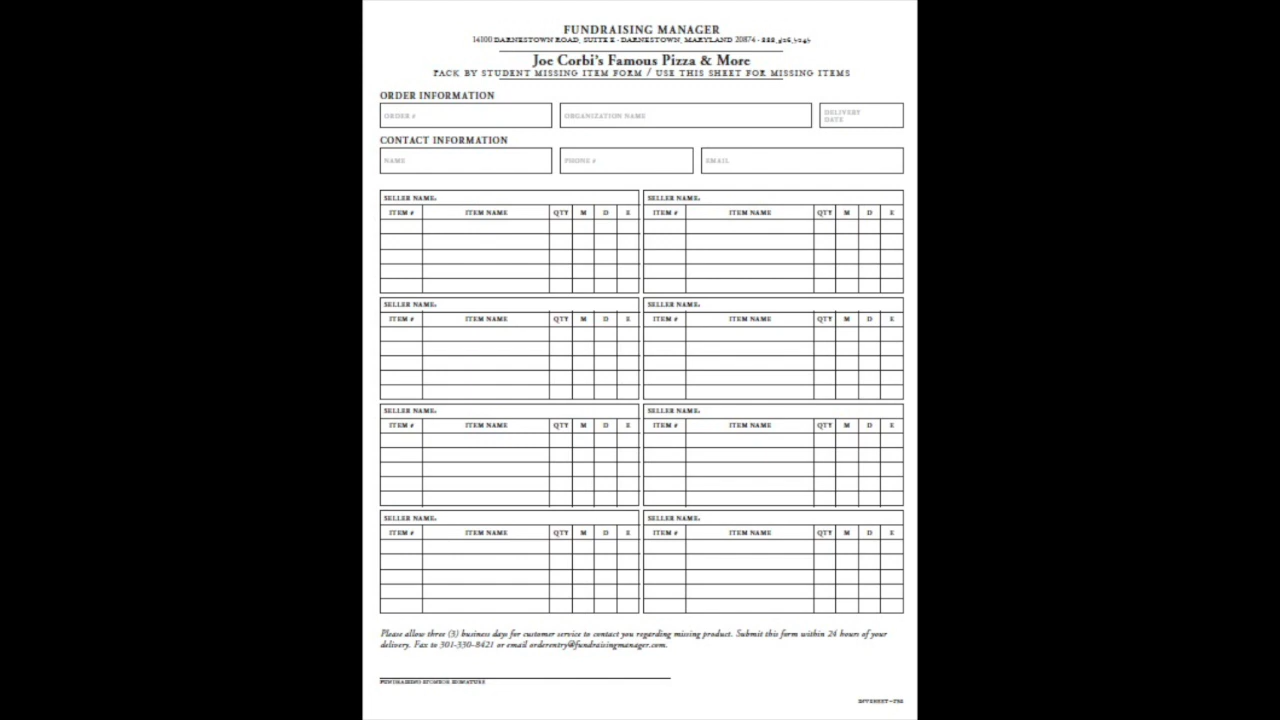 FUNDRAISING MANAGER
14100 DARNESTOWN ROAD, SUITE E - DARNESTOWN, MARYLAND 20874 -
Joe Corbi's Famous Pizza & More
PACK BY STUDENT MISSING ITEM FORM / USE THIS SHEET FOR MISSING ITEMS
ORDER INFORMATION
ORDER # ORGANIZATION NAME DELIVERY DATE
CONTACT INFORMATION
NAME PHONE # EMAIL
SELLER NAME: SELLER NAME:
ITEM # ITEM NAME QTY M D E ITEM # ITEM NAME QTY M D E
SELLER NAME: SELLER NAME:
ITEM # ITEM NAME QTY M D E ITEM # ITEM NAME QTY M D E
SELLER NAME: SELLER NAME:
ITEM # ITEM NAME QTY M D E ITEM # ITEM NAME QTY M D E
SELLER NAME: SELLER NAME:
ITEM # ITEM NAME QTY M D E ITEM # ITEM NAME QTY M D E
Please allow three (3) business days for customer service to contact you regarding missing product. Submit this form within 24 hours of your
delivery. Fax to 301-330-8421 or email orderentry@fundraisingmanager.com.
FUNDRAISING SPONSOR SIGNATURE